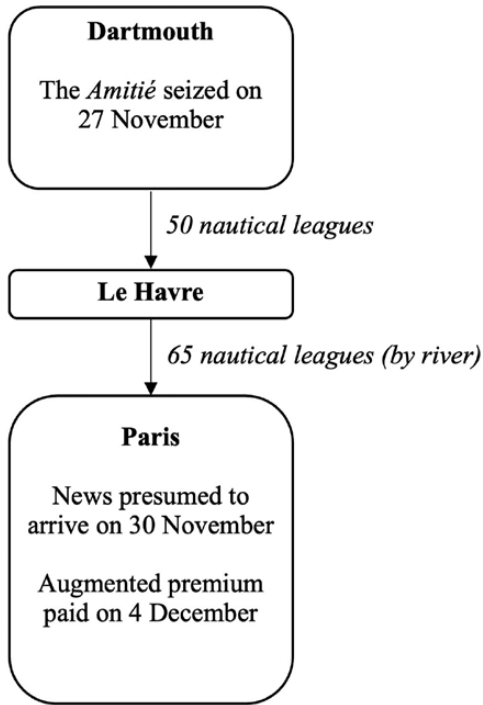 Dartmouth
The Amitié seized on
27 November
50 nautical leagues
Le Havre
65 nautical leagues (by river)
Paris
News presumed to
arrive on 30 November
Augmented premium
paid on 4 December